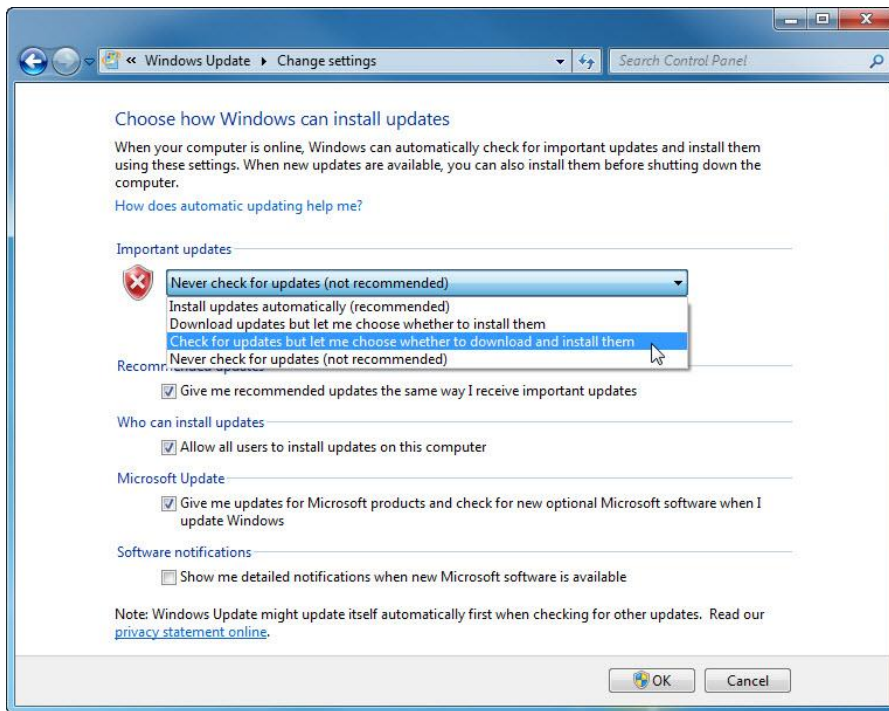 « Windows Update ▸ Change settings
Search Control Panel
Choose how Windows can install updates
When your computer is online, Windows can automatically check for important updates and install them
using these settings. When new updates are available, you can also install them before shutting down the
computer.
How does automatic updating help me?
Important updates
Never check for updates (not recommended)
Install updates automatically (recommended)
Download updates but let me choose whether to install them
Check for updates but let me choose whether to download and install them
Never check for updates (not recommended)
Recommended updates
Give me recommended updates the same way I receive important updates
Who can install updates
Allow all users to install updates on this computer
Microsoft Update
Give me updates for Microsoft products and check for new optional Microsoft software when I
update Windows
Software notifications
Show me detailed notifications when new Microsoft software is available
Note: Windows Update might update itself automatically first when checking for other updates. Read our
privacy statement online.
OK
Cancel